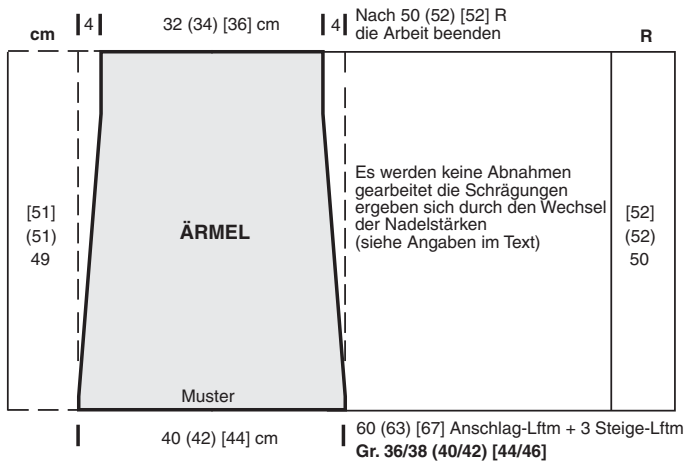 cm
4
32 (34) [36] cm
4
Nach 50 (52) [52] R
die Arbeit beenden
R
[51]
(51)
49
ÄRMEL
Es werden keine Abnahmen
gearbeitet die Schrägungen
ergeben sich durch den Wechsel
der Nadelstärken
(siehe Angaben im Text)
[52]
(52)
50
Muster
40 (42) [44] cm
60 (63) [67] Anschlag-Lftm + 3 Steige-Lftm
Gr. 36/38 (40/42) [44/46]